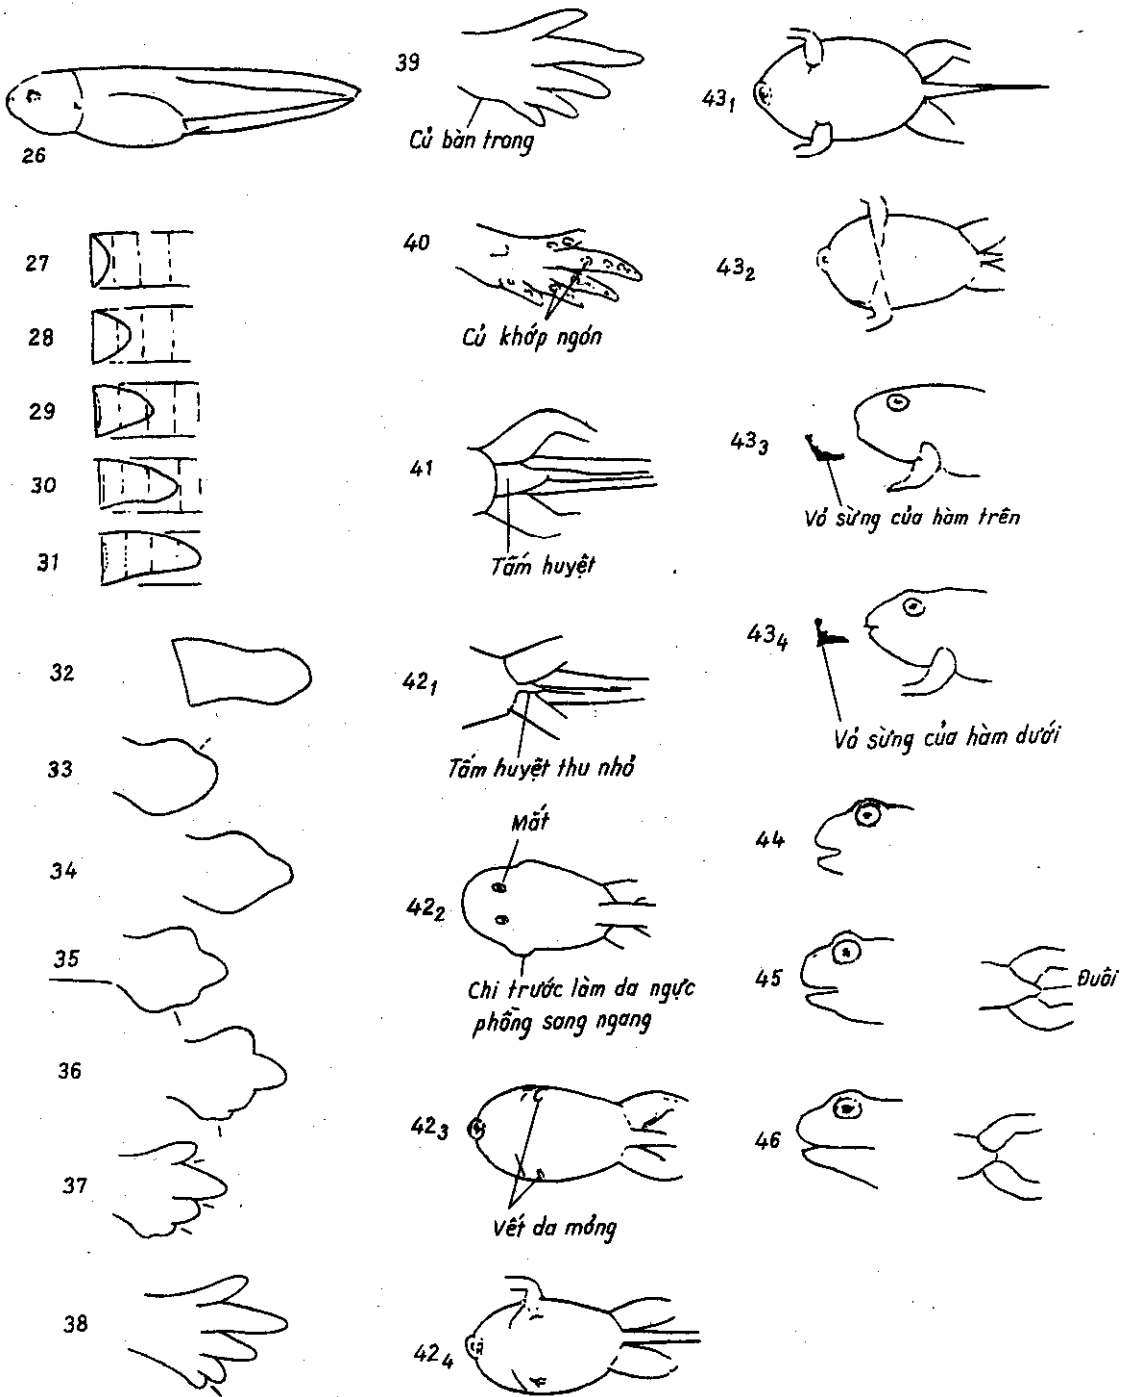 26
27
28
29
30
31
32
33
34
35
36
37
38
39
Củ bàn trong
40
Củ khớp ngón
41
Tấm huyệt
42₁
Tấm huyệt thu nhỏ
Mắt
42₂
Chi trước làm da ngực
phồng sang ngang
42₃
Vết da mỏng
42₄
43₁
43₂
43₃
Vỏ sừng của hàm trên
43₄
Vỏ sừng của hàm dưới
44
45
Đuôi
46